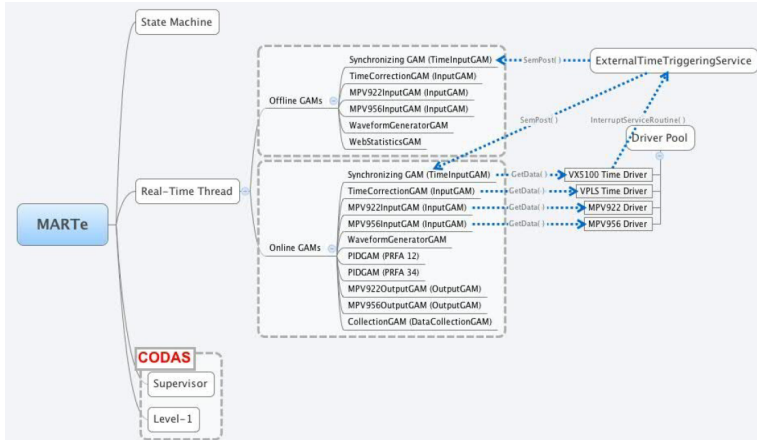 State Machine
Synchronizing GAM (TimeInputGAM)
SemPost( )
ExternalTimeTriggeringService
TimeCorrectionGAM (InputGAM)
MPV922InputGAM (InputGAM)
Offline GAMs
MPV956InputGAM (InputGAM)
WaveformGeneratorGAM
WebStatisticsGAM
SemPost( )
InterruptServiceRoutine( )
Driver Pool
Synchronizing GAM (TimeInputGAM)
GetData( )
VX5100 Time Driver
Real-Time Thread
TimeCorrectionGAM (InputGAM)
GetData( )
VPLS Time Driver
MPV922InputGAM (InputGAM)
GetData( )
MPV922 Driver
MARTe
MPV956InputGAM (InputGAM)
GetData( )
MPV956 Driver
WaveformGeneratorGAM
Online GAMs
PIDGAM (PRFA 12)
PIDGAM (PRFA 34)
MPV922OutputGAM (OutputGAM)
MPV956OutputGAM (OutputGAM)
CollectionGAM (DataCollectionGAM)
CODAS
Supervisor
Level-1